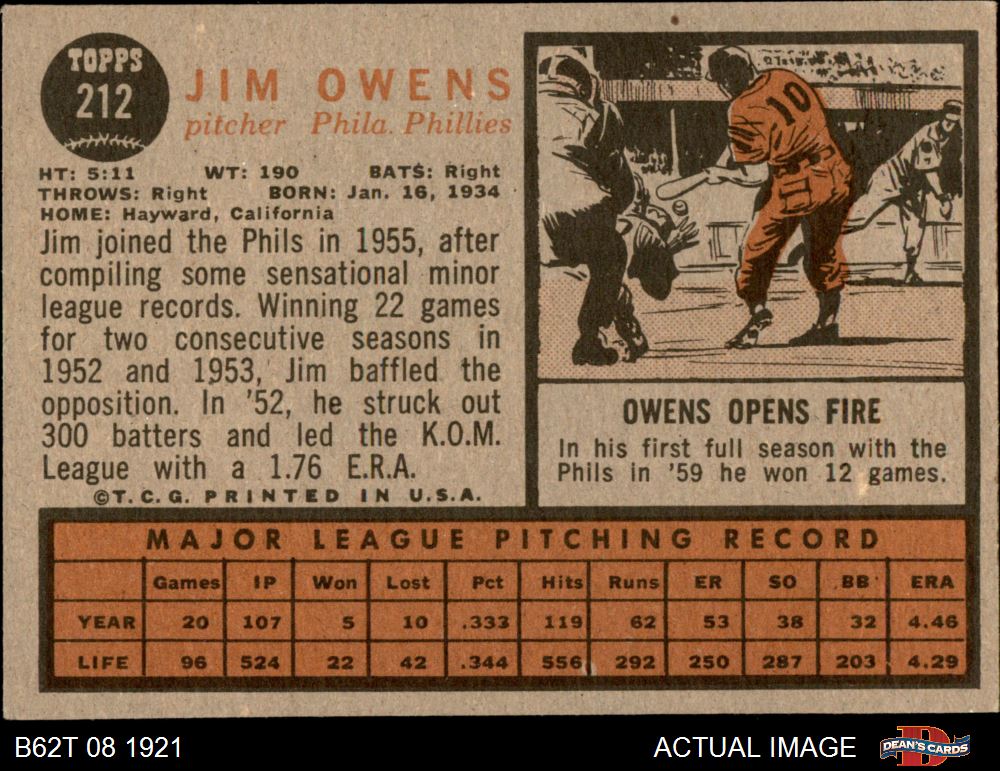 TOPPS
212
JIM OWENS
pitcher Phila. Phillies
HT: 5:11 WT: 190 BATS: Right
THROWS: Right BORN: Jan. 16, 1934
HOME: Hayward, California
Jim joined the Phils in 1955, after
compiling some sensational minor
league records. Winning 22 games
for two consecutive seasons in
1952 and 1953, Jim baffled the
opposition. In '52, he struck out
300 batters and led the K.O.M.
League with a 1.76 E.R.A.
©T.C.G. PRINTED IN U.S.A.
10
OWENS OPENS FIRE
In his first full season with the
Phils in '59 he won 12 games.
MAJOR LEAGUE PITCHING RECORD
Games IP Won Lost Pct Hits Runs ER SO BB ERA
YEAR 20 107 5 10 .333 119 62 53 38 32 4.46
LIFE 96 524 22 42 .344 556 292 250 287 203 4.29
B62T 08 1921
ACTUAL IMAGE
DEAN'S CARDS